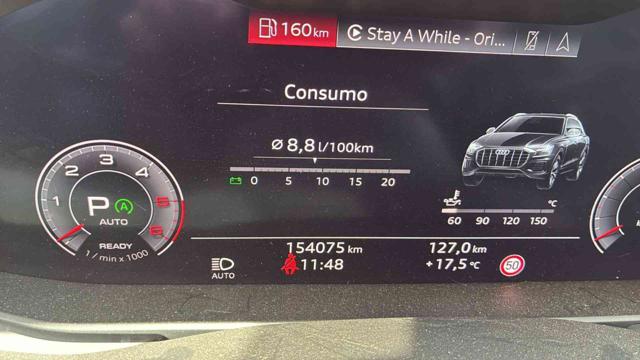 160 km
Stay A While - Ori...
Consumo
Ø 8,8 l/100km
0 5 10 15 20
1 2 3 4 5 6
P A
AUTO
READY
1 / min x 1000
°C
60 90 120 150
154075 km
127,0 km
AUTO
11:48
+17,5 °C
50